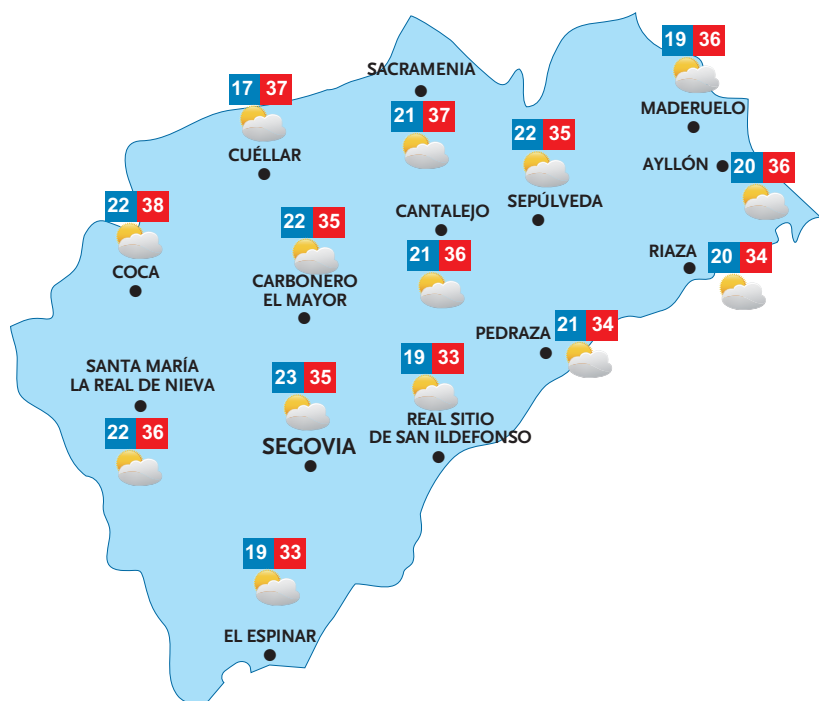 19 36
MADERUELO
SACRAMENIA
21 37
17 37
CUÉLLAR
22 35
SEPÚLVEDA
AYLLÓN
20 36
22 38
COCA
22 35
CARBONERO
EL MAYOR
CANTALEJO
21 36
RIAZA
20 34
PEDRAZA
21 34
SANTA MARÍA
LA REAL DE NIEVA
22 36
23 35
SEGOVIA
19 33
REAL SITIO
DE SAN ILDEFONSO
19 33
EL ESPINAR